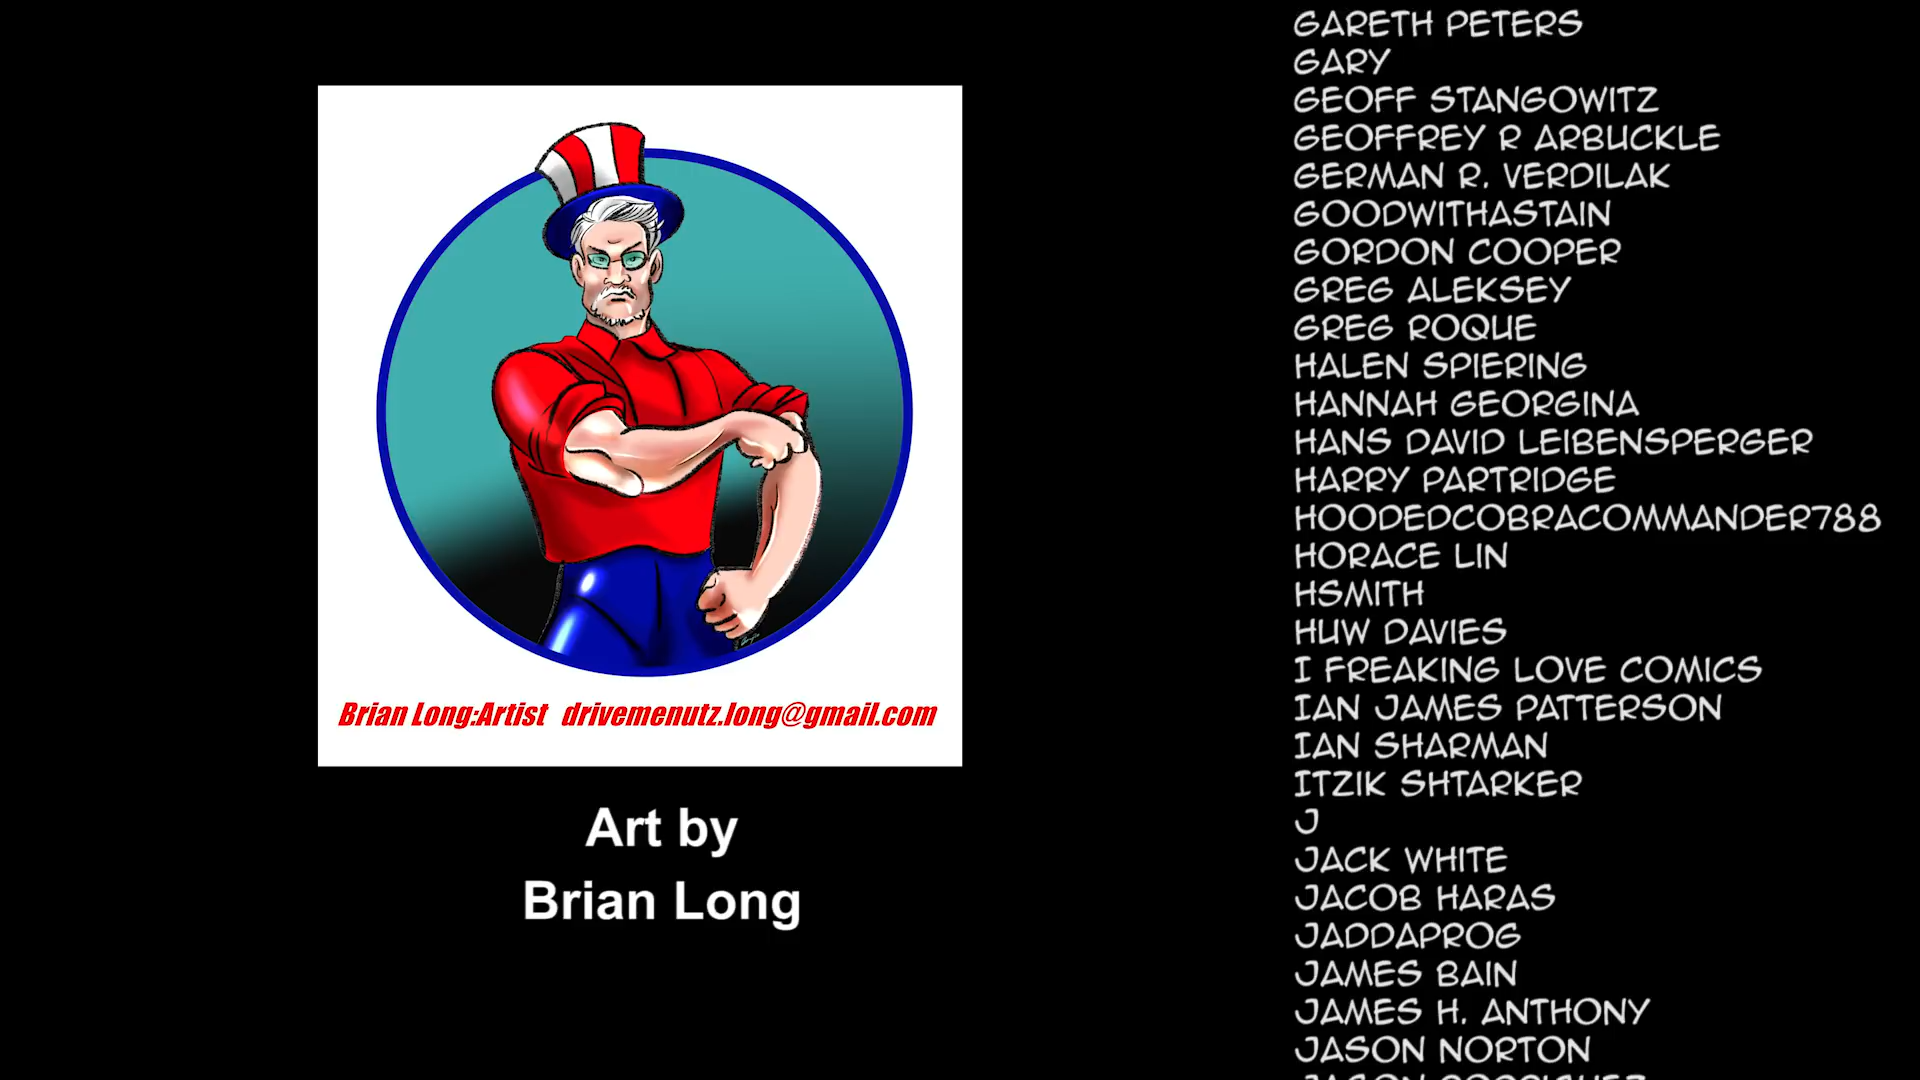 Brian Long:Artist drivemenutz.long@gmail.com
Art by
Brian Long
GARETH PETERS
GARY
GEOFF STANGOWITZ
GEOFFREY R ARBUCKLE
GERMAN R. VERDILAK
GOODWITHASTAIN
GORDON COOPER
GREG ALEKSEY
GREG ROQUE
HALEN SPIERING
HANNAH GEORGINA
HANS DAVID LEIBENSPERGER
HARRY PARTRIDGE
HOODEDCOBRACOMMANDER788
HORACE LIN
HSMITH
HUW DAVIES
I FREAKING LOVE COMICS
IAN JAMES PATTERSON
IAN SHARMAN
ITZIK SHTARKER
J
JACK WHITE
JACOB HARAS
JADDAPROG
JAMES BAIN
JAMES H. ANTHONY
JASON NORTON